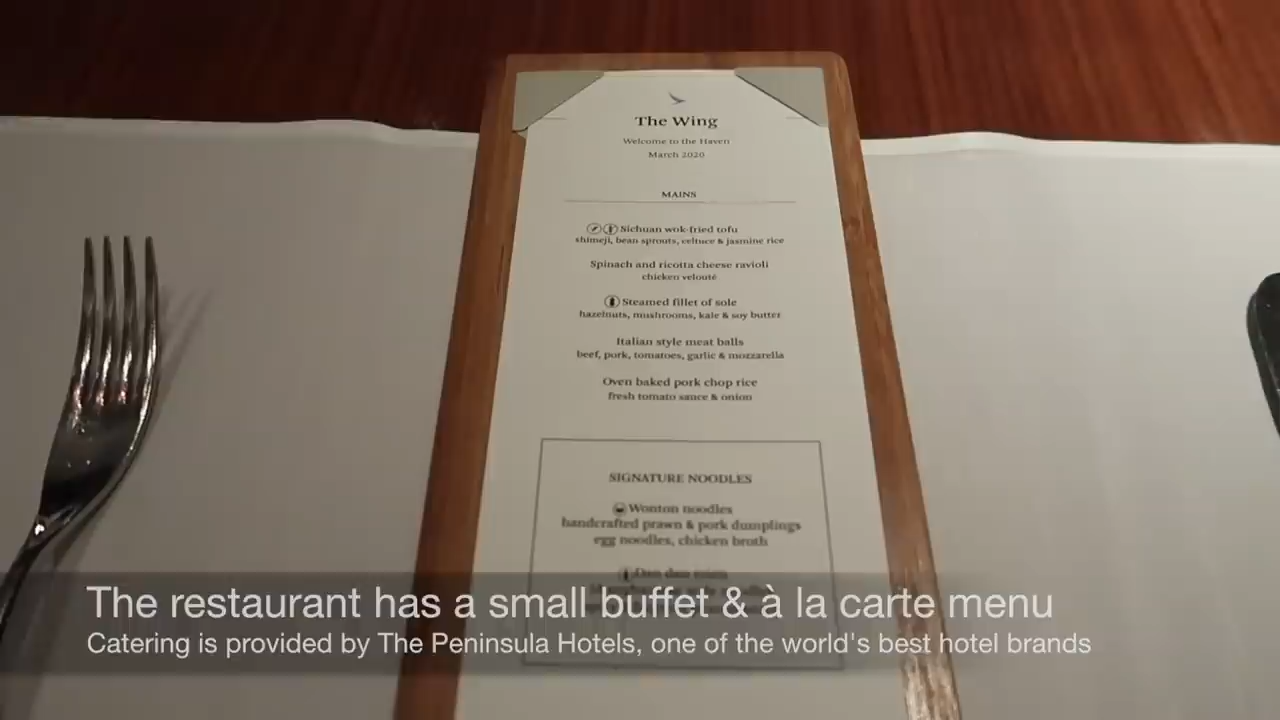 The Wing
Welcome to the Haven
March 2020
MAINS
Sichuan wok-fried tofu
shimeji, bean sprouts, celtuce & jasmine rice
Spinach and ricotta cheese ravioli
chicken velouté
Steamed fillet of sole
hazelnuts, mushrooms, kale & soy butter
Italian style meat balls
beef, pork, tomatoes, garlic & mozzarella
Oven baked pork chop rice
fresh tomato sauce & onion
SIGNATURE NOODLES
Wonton noodles
handcrafted prawn & pork dumplings
egg noodles, chicken broth
Dan dan mian
The restaurant has a small buffet & à la carte menu
Catering is provided by The Peninsula Hotels, one of the world's best hotel brands